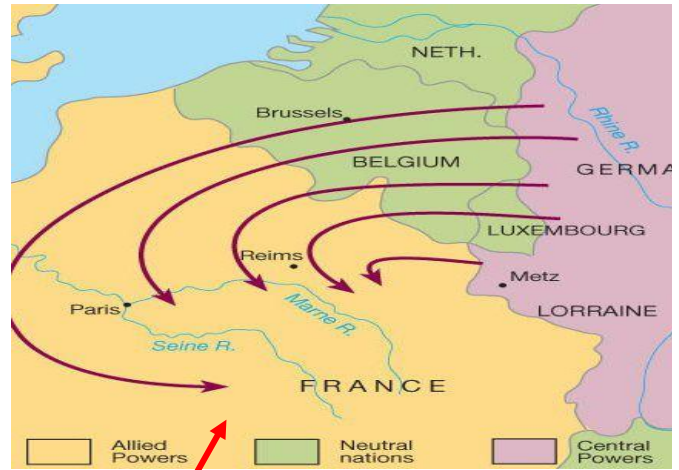 NETH.
Brussels
Rhine R.
BELGIUM
GERMA
LUXEMBOURG
Reims
Metz
Paris
Marne R.
LORRAINE
Seine R.
FRANCE
Allied
Powers
Neutral
nations
Central
Powers